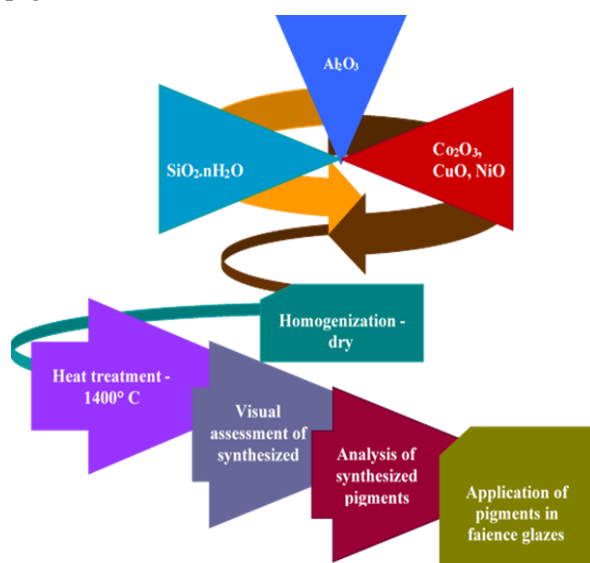 Al₂O₃
SiO₂.nH₂O
Co₂O₃,
CuO, NiO
Homogenization -
dry
Heat treatment -
1400° C
Visual
assessment of
synthesized
Analysis of
synthesized
pigments
Application of
pigments in
faience glazes